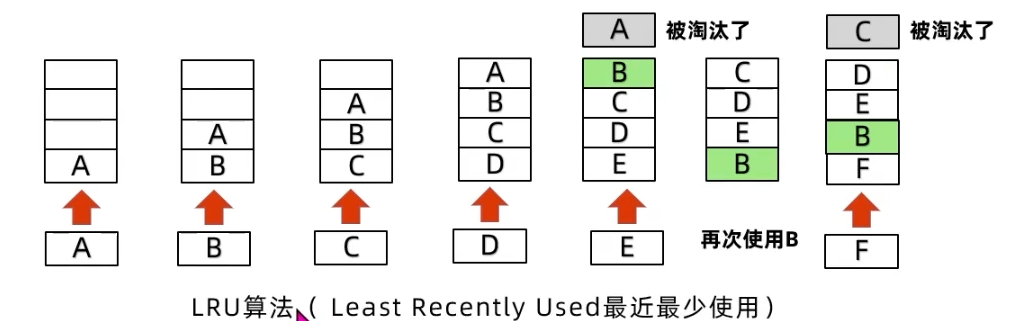 A 被淘汰了 C 被淘汰了
A B C D
A B C D E
A B C D E D B
A B C D E B F
A B C D E 再次使用B F
LRU算法（ Least Recently Used最近最少使用）